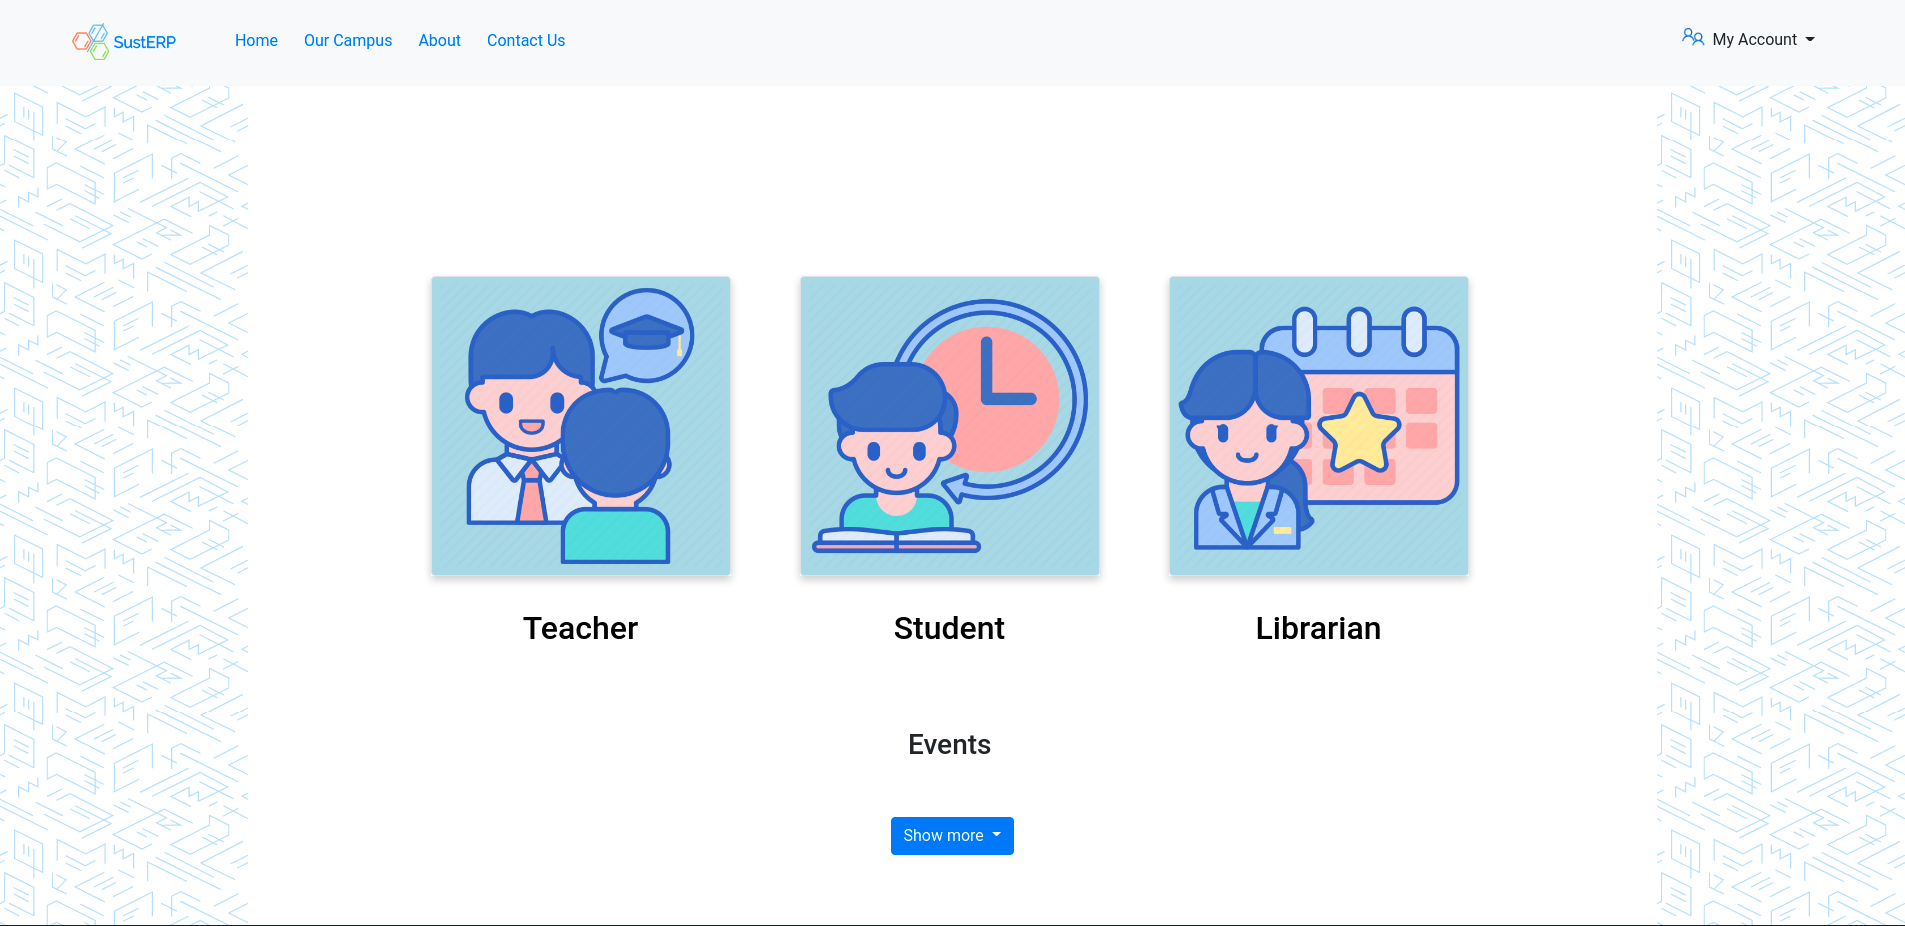 SustERP
Home Our Campus About Contact Us
My Account
Teacher Student Librarian
Events
Show more